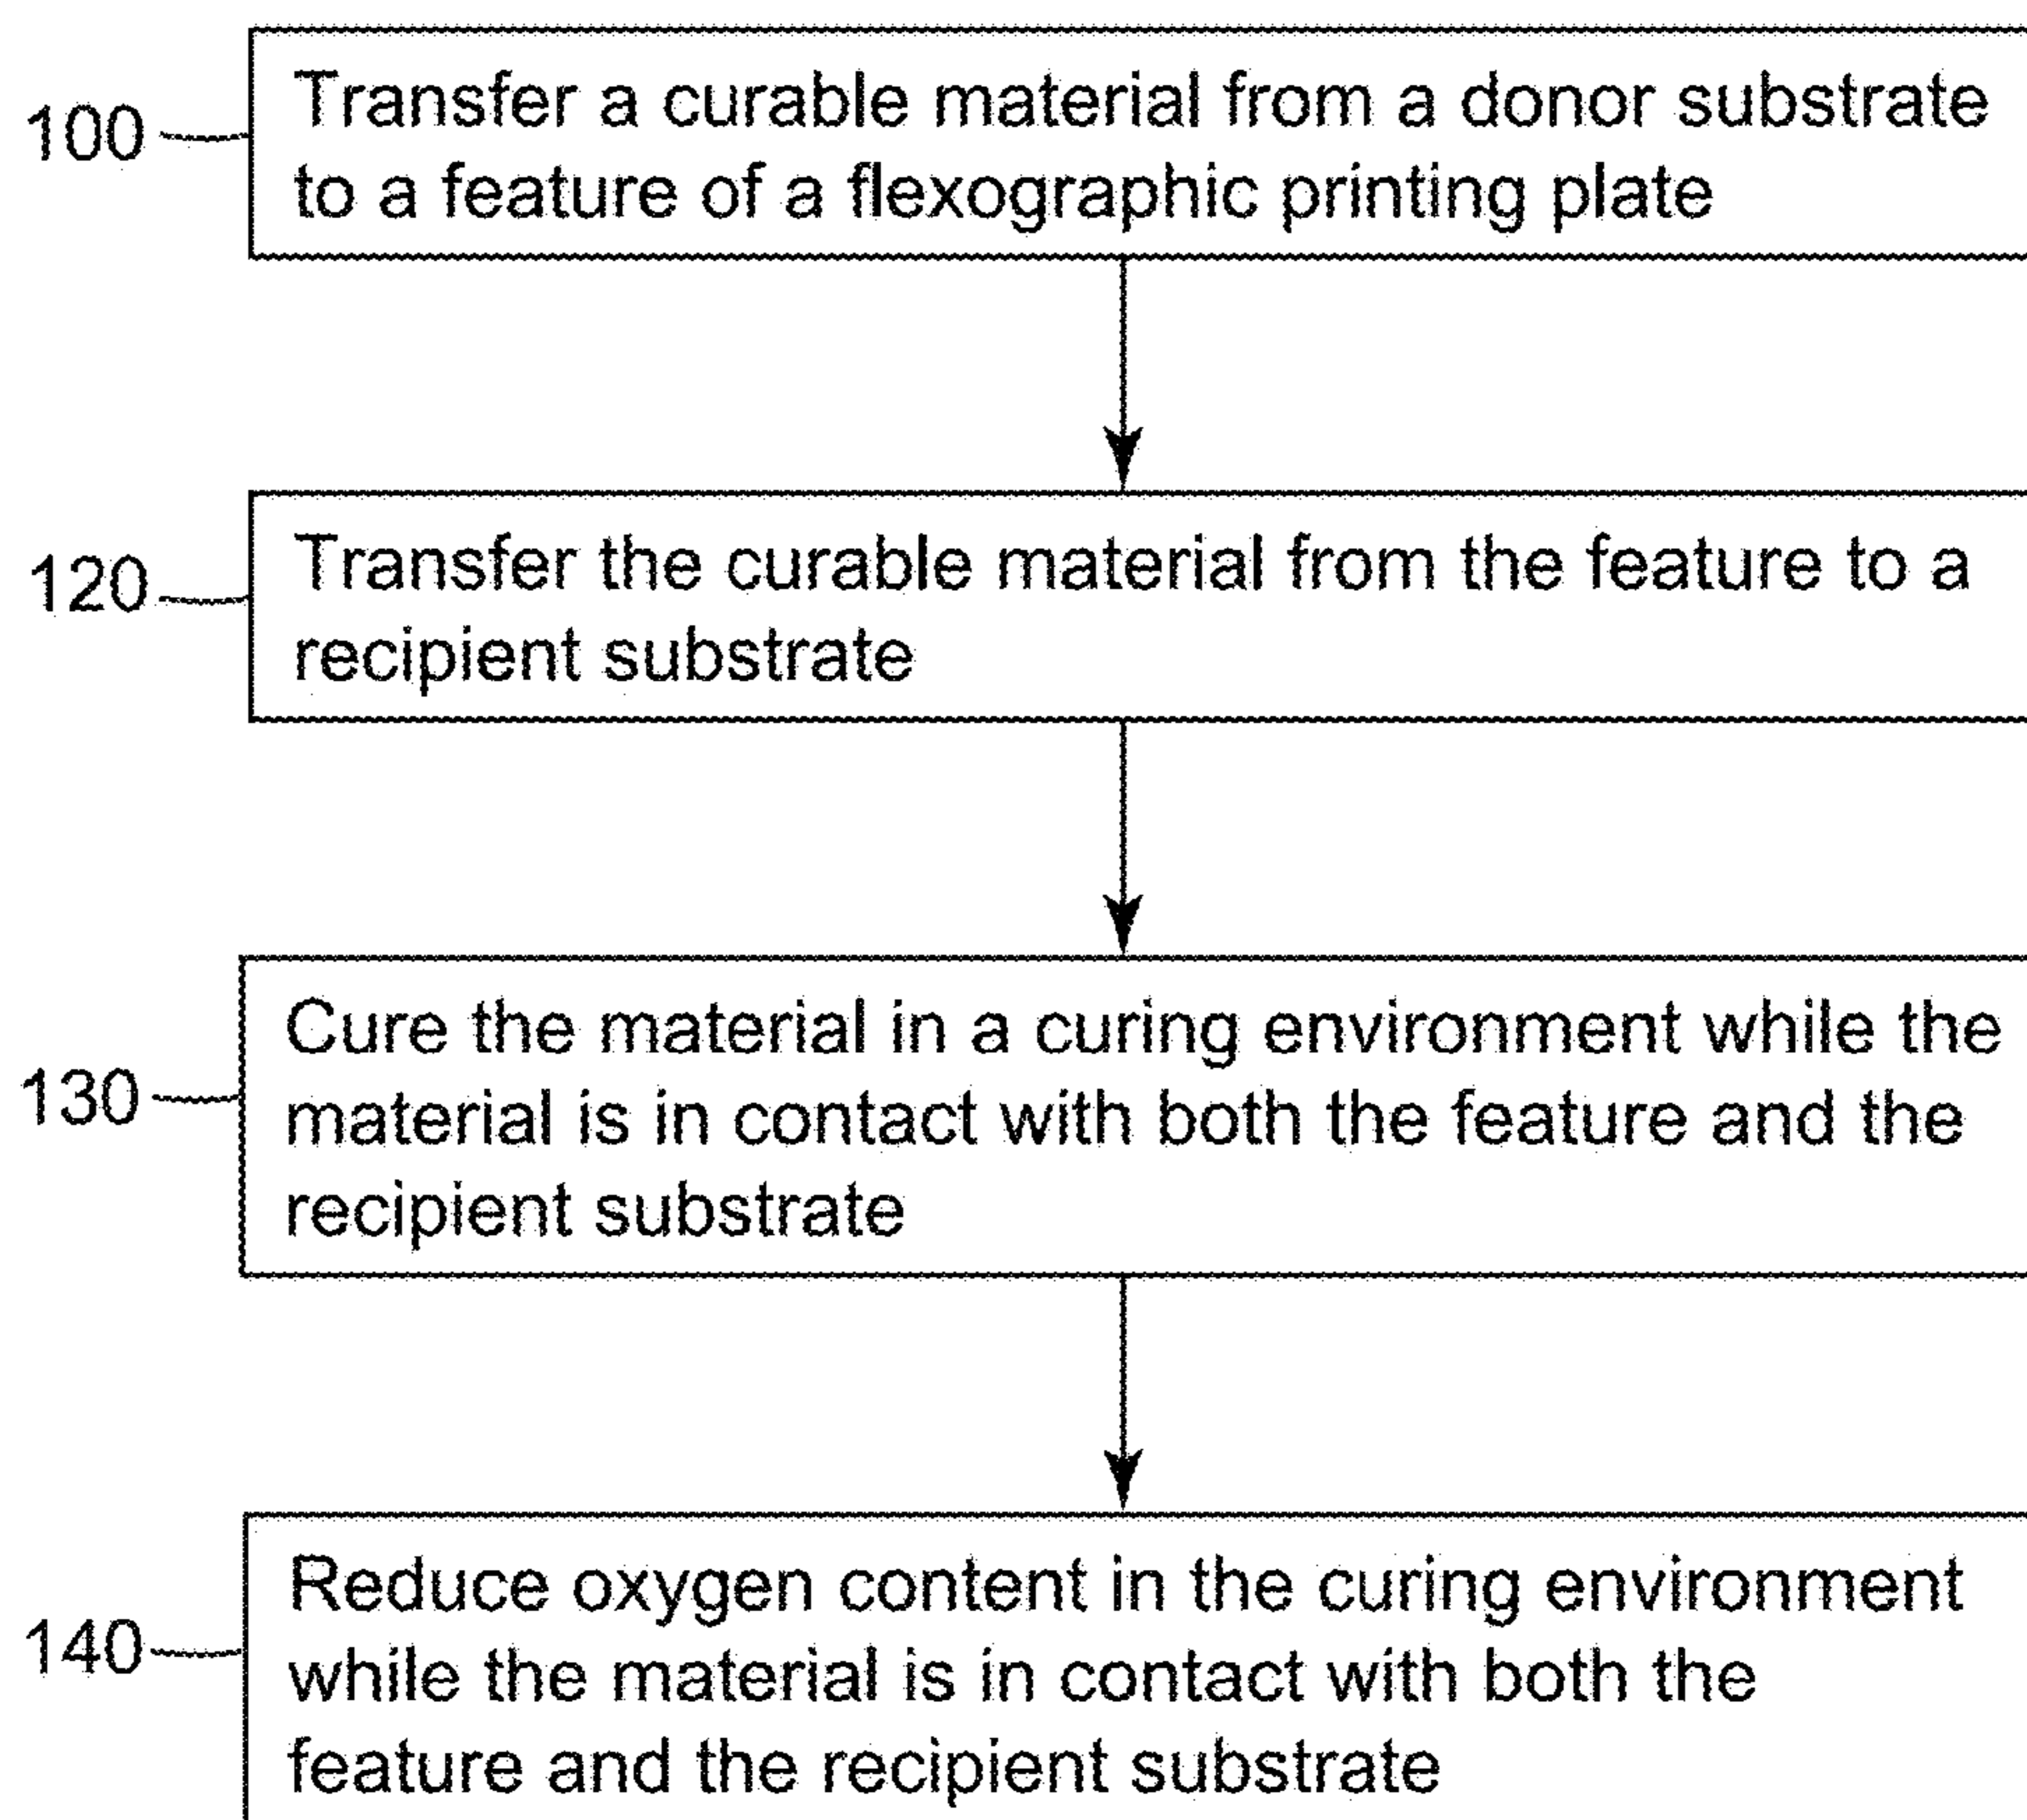 100
Transfer a curable material from a donor substrate
to a feature of a flexographic printing plate
120
Transfer the curable material from the feature to a
recipient substrate
130
Cure the material in a curing environment while the
material is in contact with both the feature and the
recipient substrate
140
Reduce oxygen content in the curing environment
while the material is in contact with both the
feature and the recipient substrate